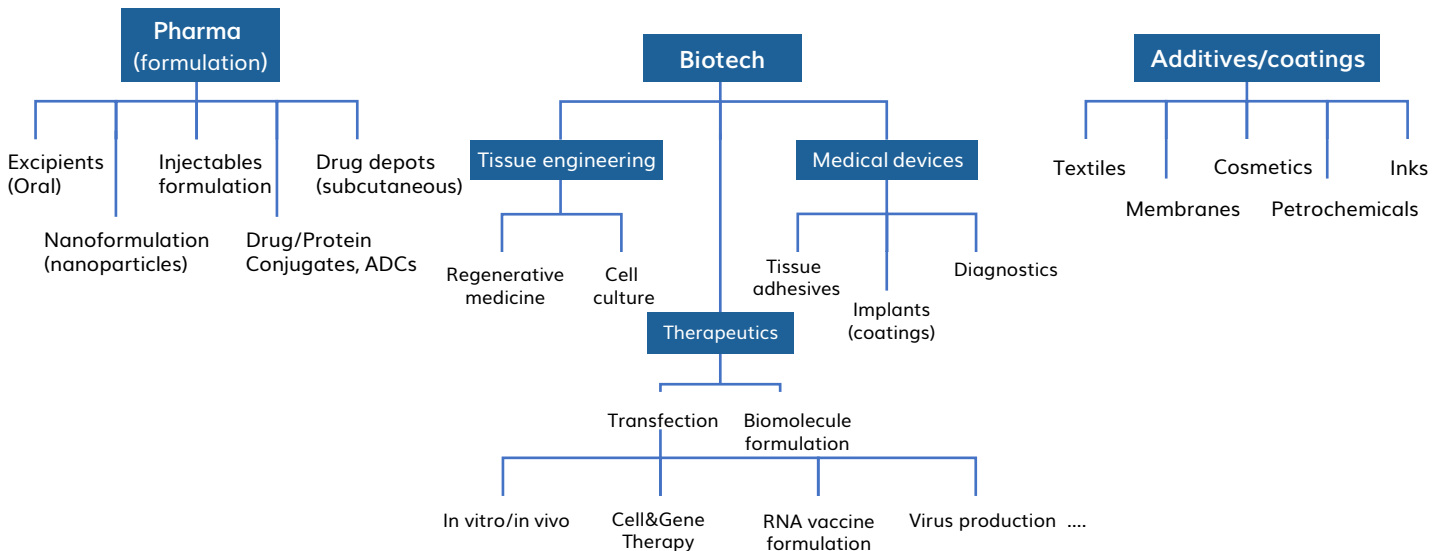 Pharma
(formulation)
Biotech
Additives/coatings
Excipients
(Oral)
Injectables
formulation
Drug depots
(subcutaneous)
Nanoformulation
(nanoparticles)
Drug/Protein
Conjugates, ADCs
Tissue engineering
Medical devices
Regenerative
medicine
Cell
culture
Tissue
adhesives
Implants
(coatings)
Diagnostics
Therapeutics
Transfection
Biomolecule
formulation
In vitro/in vivo
Cell&Gene
Therapy
RNA vaccine
formulation
Virus production ....
Textiles
Membranes
Cosmetics
Petrochemicals
Inks